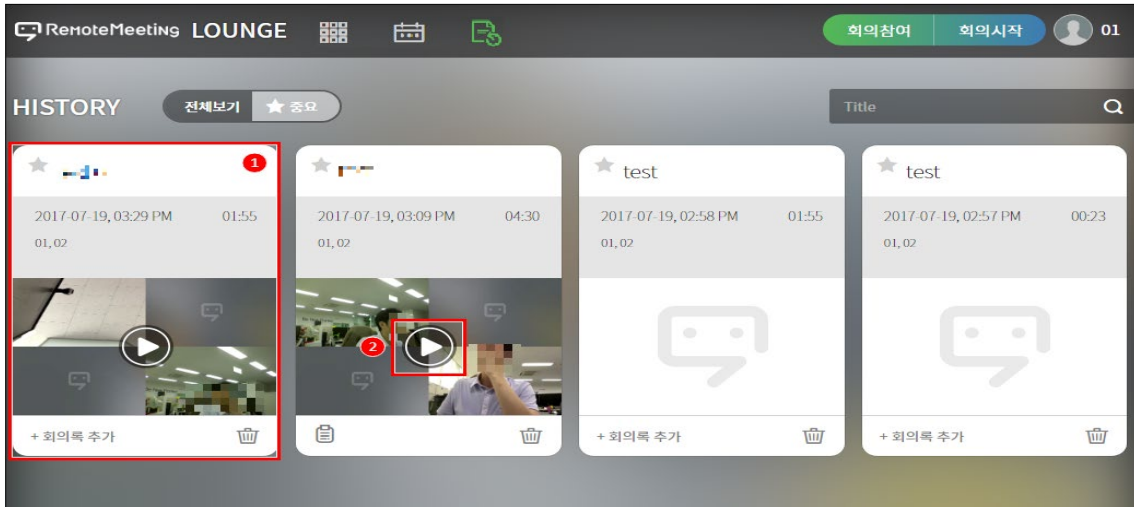 RemoteMeeting LOUNGE 회의참여 회의시작 01
HISTORY 전체보기 중요 Title
1
test
test
2017-07-19, 03:29 PM 01:55
01, 02
2017-07-19, 03:09 PM 04:30
01, 02
2017-07-19, 02:58 PM 01:55
01, 02
2017-07-19, 02:57 PM 00:23
01, 02
2
+ 회의록 추가
+ 회의록 추가
+ 회의록 추가